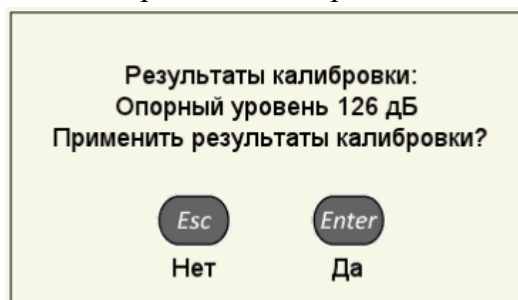 Результаты калибровки:
Опорный уровень 126 дБ
Применить результаты калибровки?
Esc Enter
Нет Да